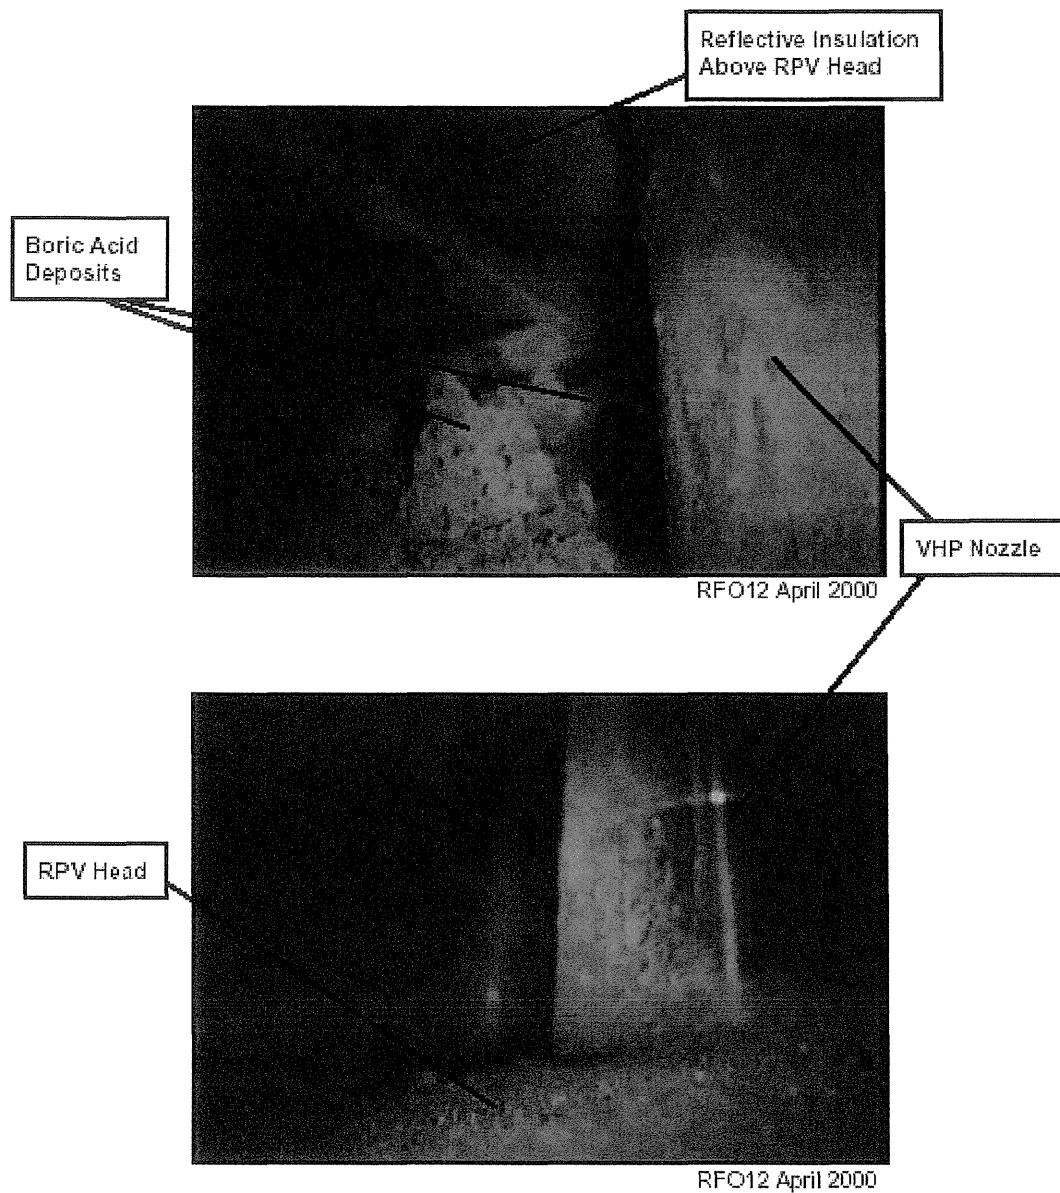 Reflective Insulation
Above RPV Head
Boric Acid
Deposits
VHP Nozzle
RFO12 April 2000
RPV Head
RFO12 April 2000